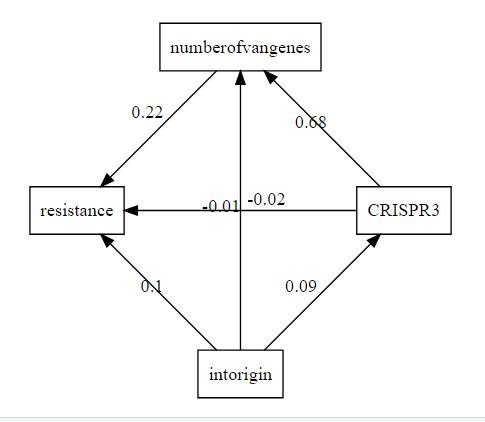 numberofvangenes
0.22
0.68
resistance
-0.01
-0.02
CRISPR3
0.1
0.09
intorigin